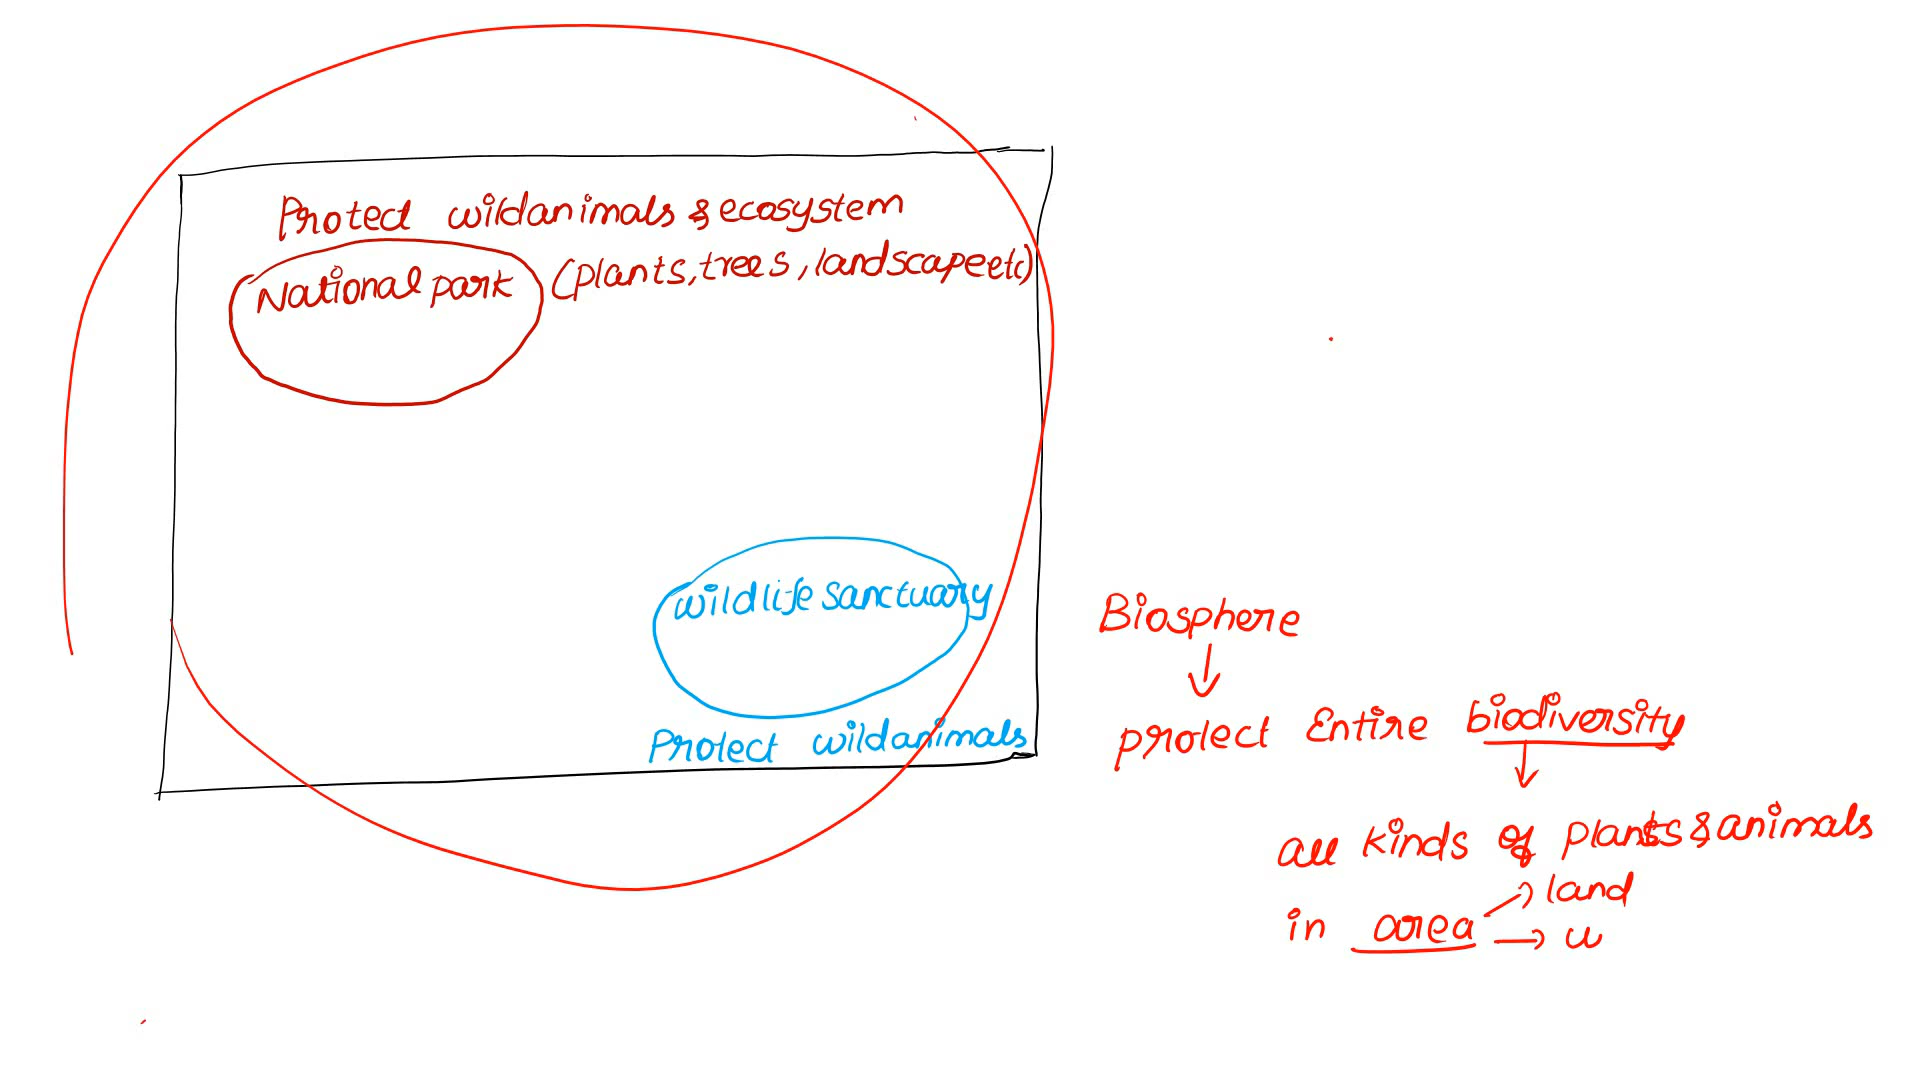 Protect wildanimals & ecosystem
National park (plants, trees, landscape etc)
wildlife sanctuary
Protect wildanimals
Biosphere
protect Entire biodiversity
all kinds of plants & animals
in area land
w